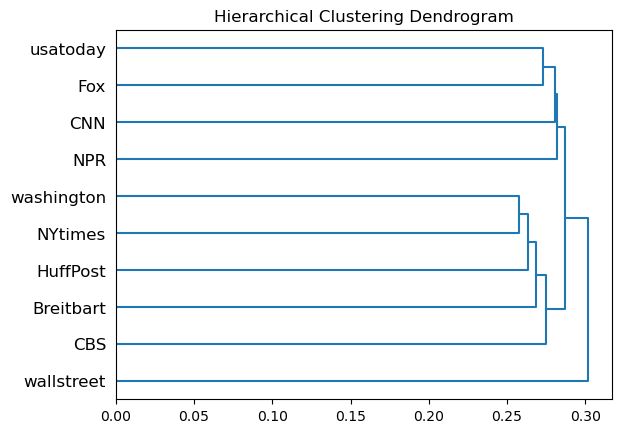 Hierarchical Clustering Dendrogram
usatoday
Fox
CNN
NPR
washington
NYtimes
HuffPost
Breitbart
CBS
wallstreet
0.00 0.05 0.10 0.15 0.20 0.25 0.30